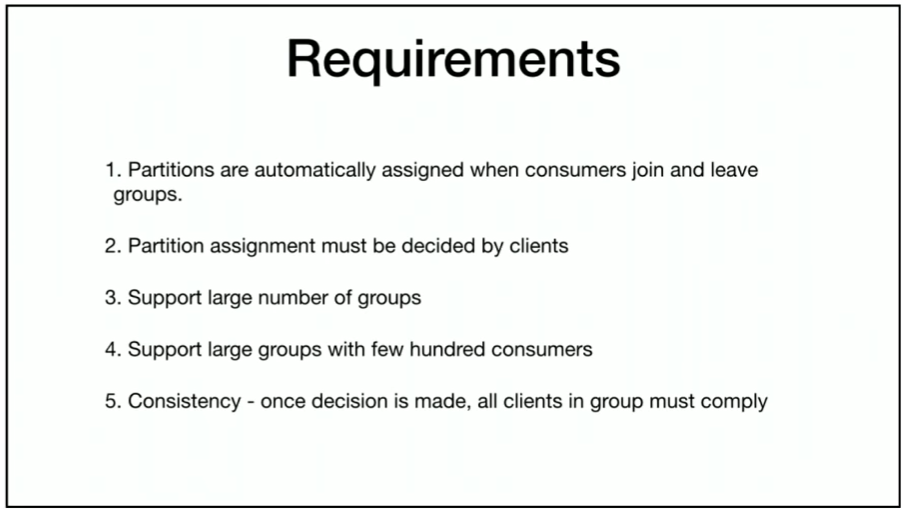 Requirements
1. Partitions are automatically assigned when consumers join and leave
groups.
2. Partition assignment must be decided by clients
3. Support large number of groups
4. Support large groups with few hundred consumers
5. Consistency - once decision is made, all clients in group must comply